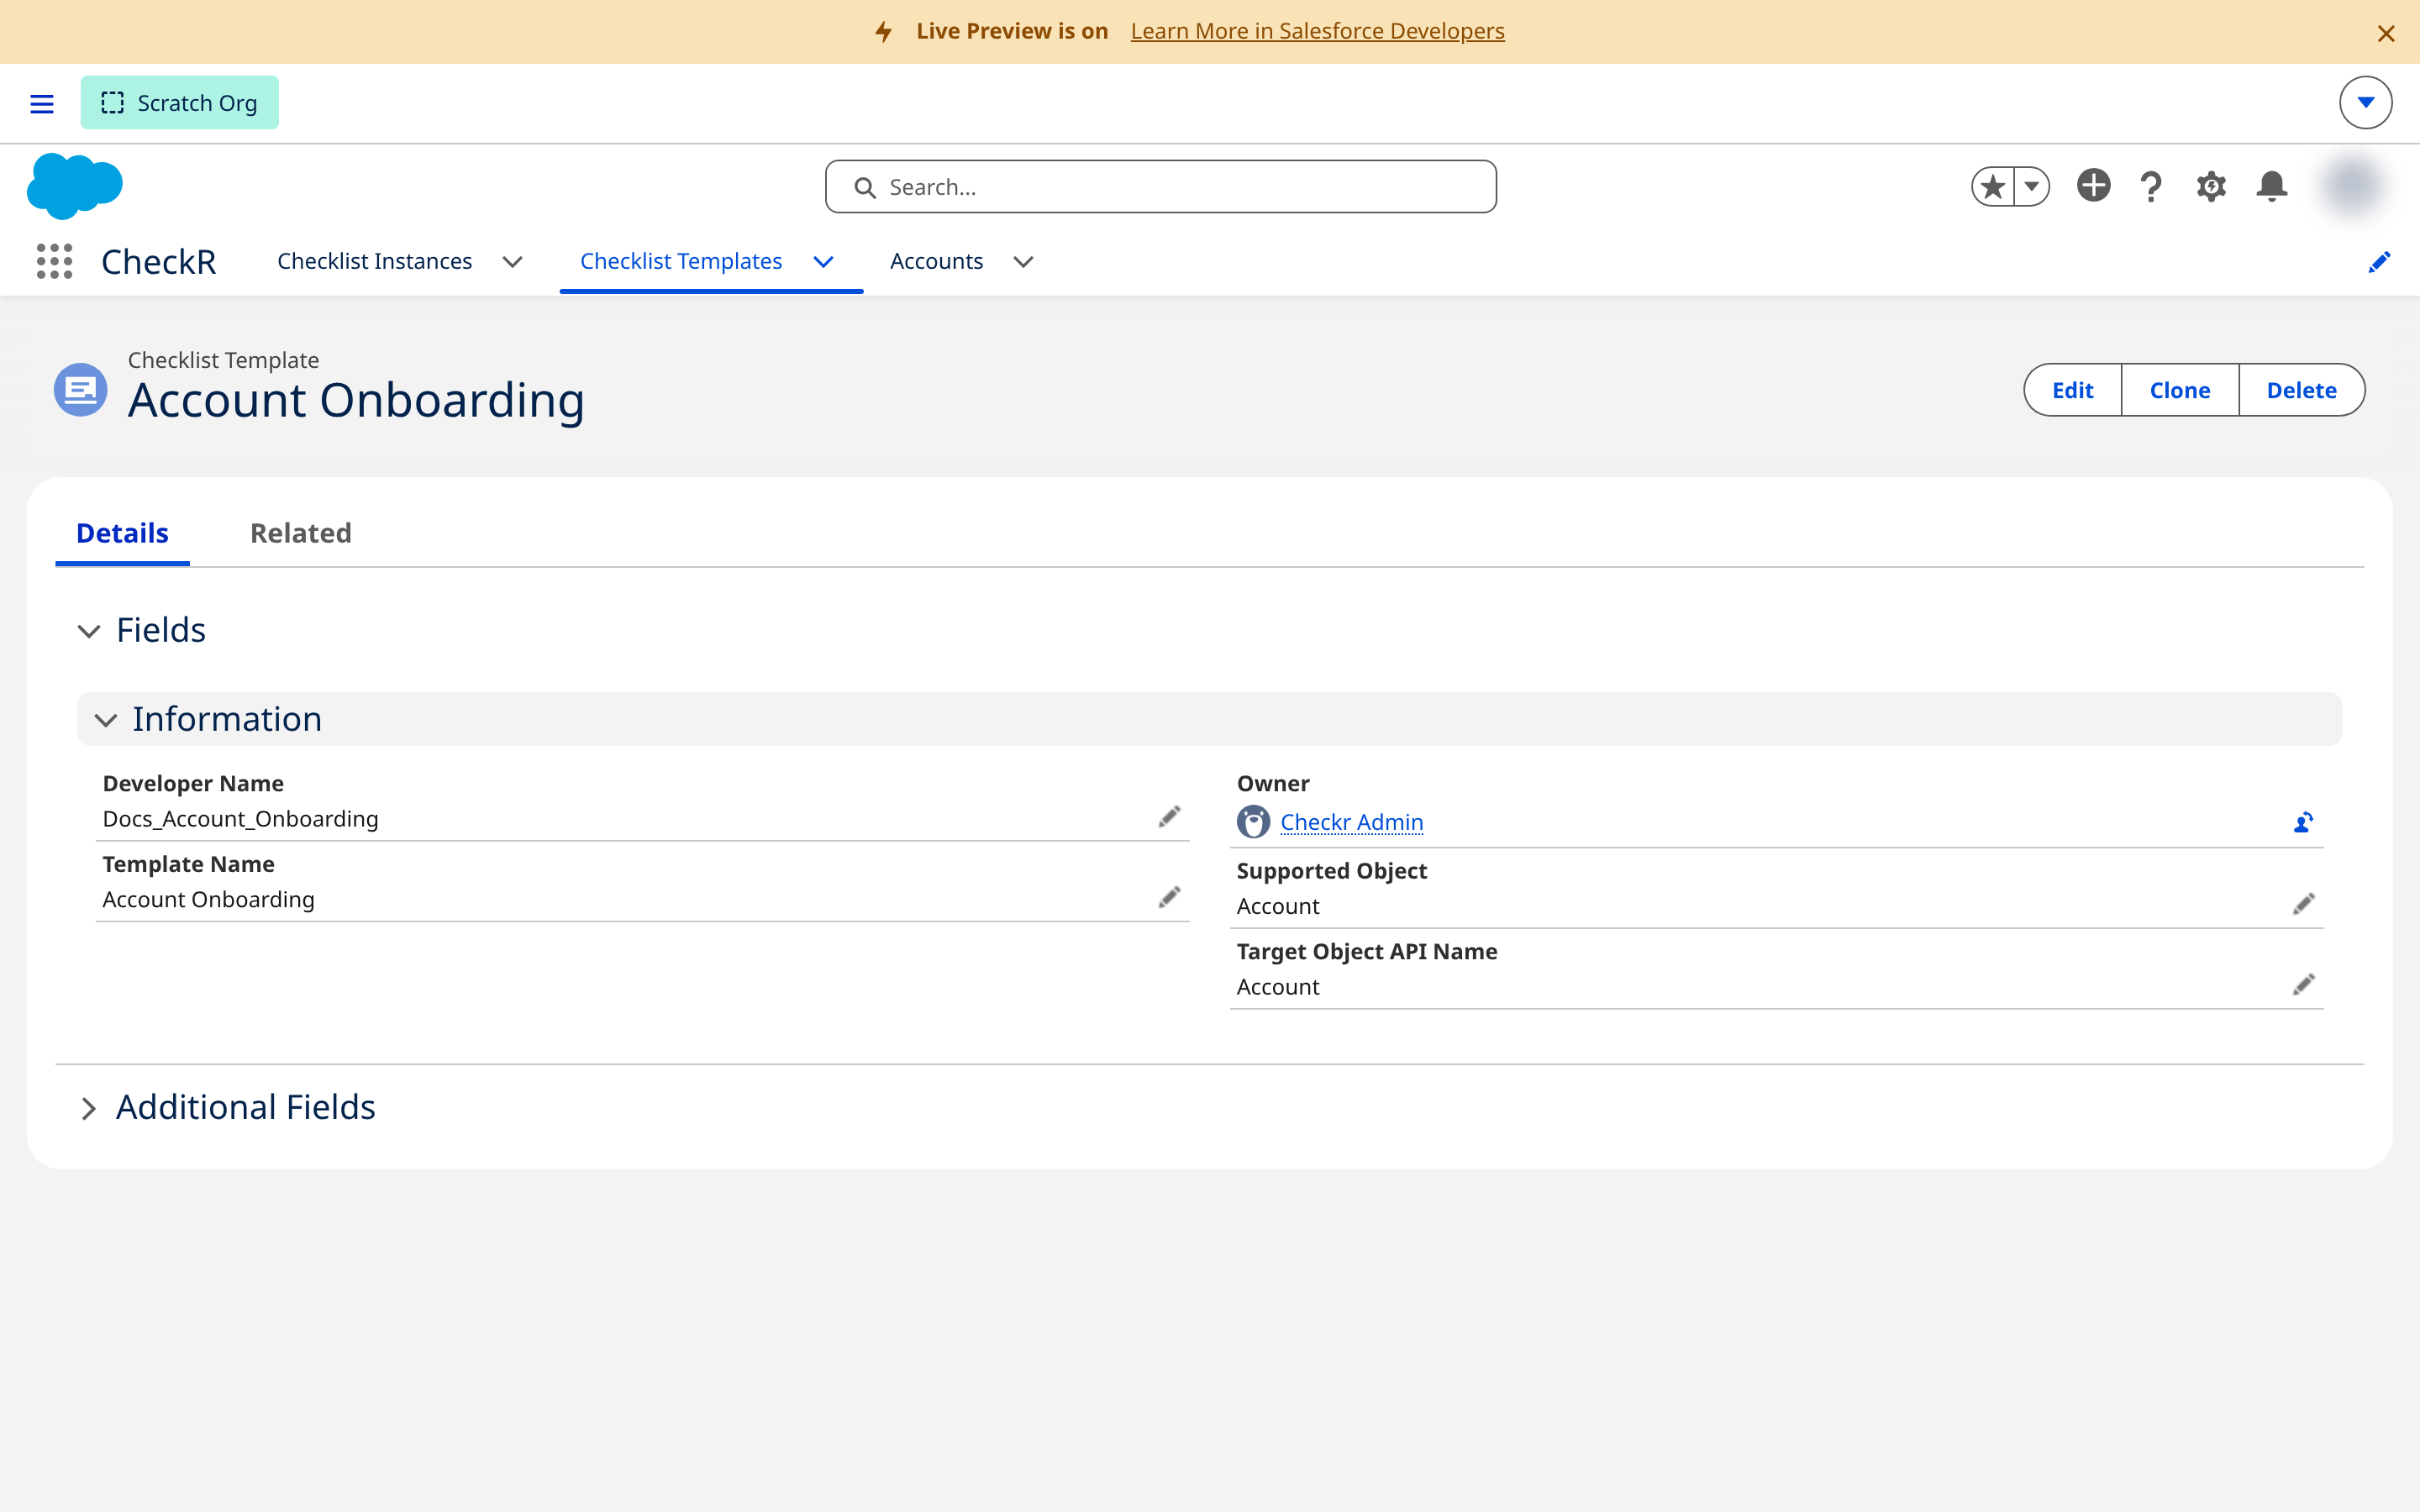 Live Preview is on Learn More in Salesforce Developers
Scratch Org
Search...
CheckR Checklist Instances Checklist Templates Accounts
Checklist Template
Account Onboarding
Edit Clone Delete
Details Related
Fields
Information
Developer Name
Docs_Account_Onboarding
Template Name
Account Onboarding
Owner
Checkr Admin
Supported Object
Account
Target Object API Name
Account
Additional Fields